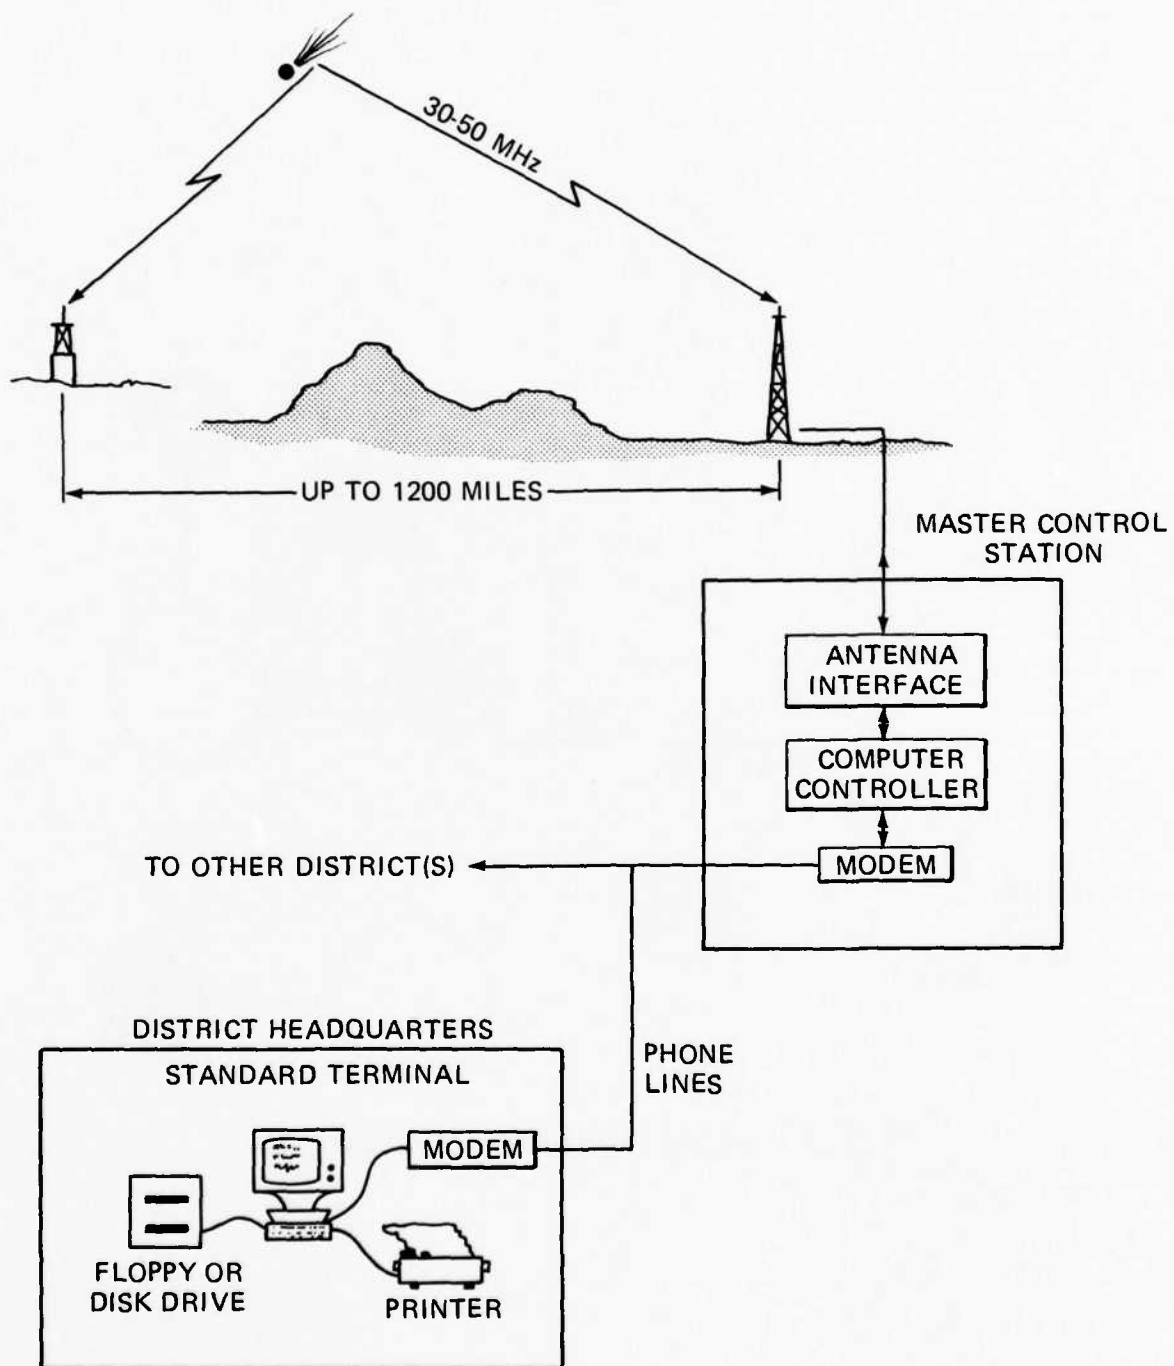 30-50 MHz
UP TO 1200 MILES
MASTER CONTROL
STATION
ANTENNA
INTERFACE
COMPUTER
CONTROLLER
MODEM
TO OTHER DISTRICT(S)
DISTRICT HEADQUARTERS
STANDARD TERMINAL
PHONE
LINES
MODEM
FLOPPY OR
DISK DRIVE
PRINTER